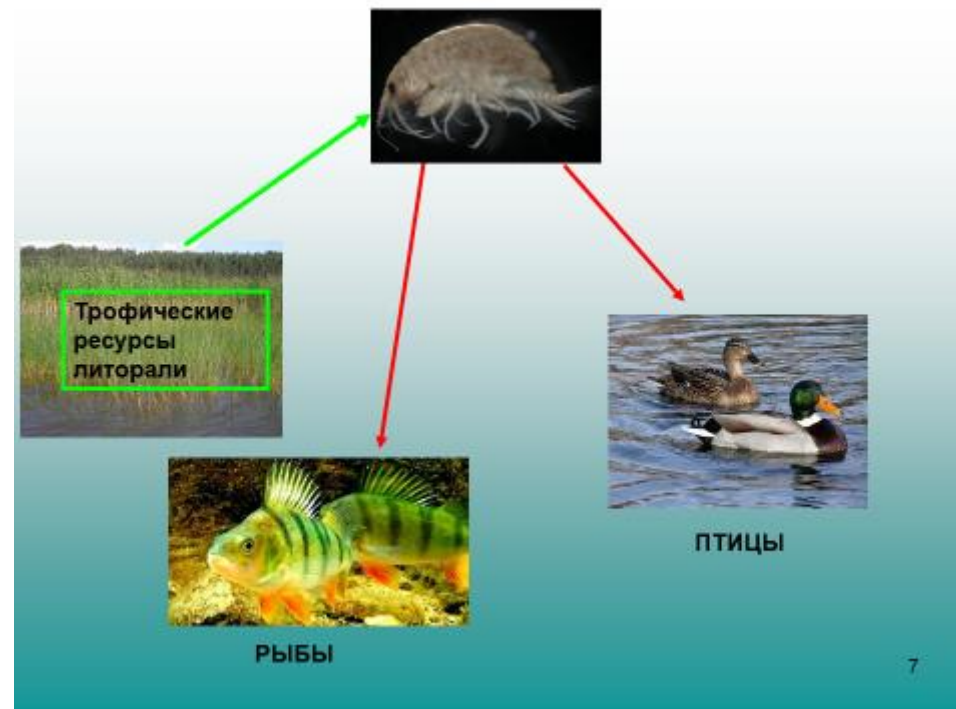 Трофические
ресурсы
литорали
ПТИЦЫ
РЫБЫ
7